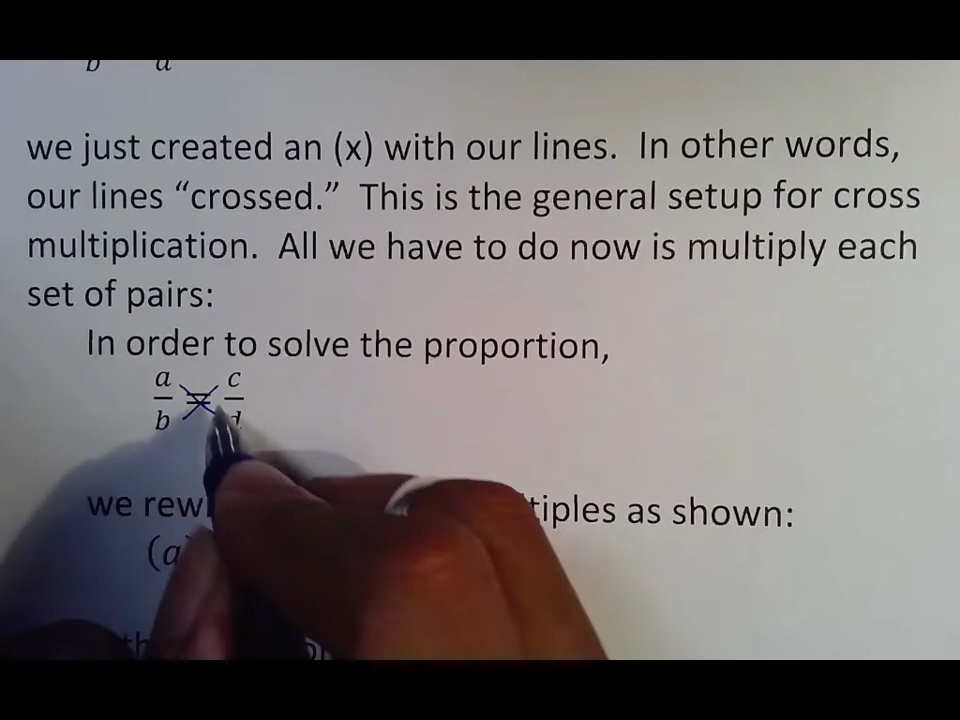 b a
we just created an (x) with our lines. In other words,
our lines “crossed.” This is the general setup for cross
multiplication. All we have to do now is multiply each
set of pairs:
In order to solve the proportion,
a/b = c/d
we as shown:
(a)